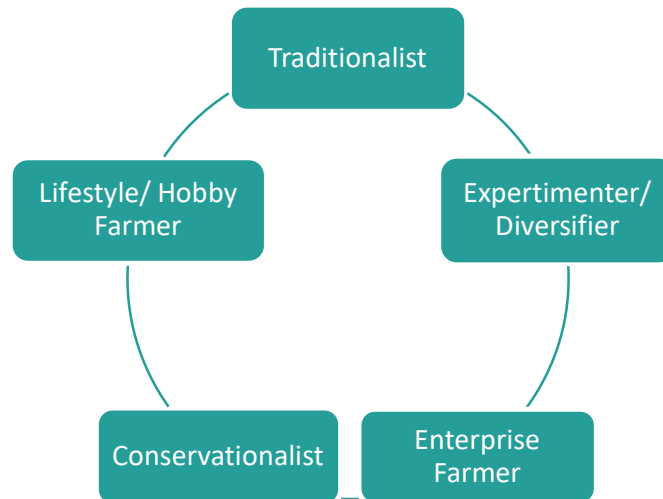 Traditionalist
Lifestyle/ Hobby
Farmer
Expertimenter/
Diversifier
Conservationalist
Enterprise
Farmer